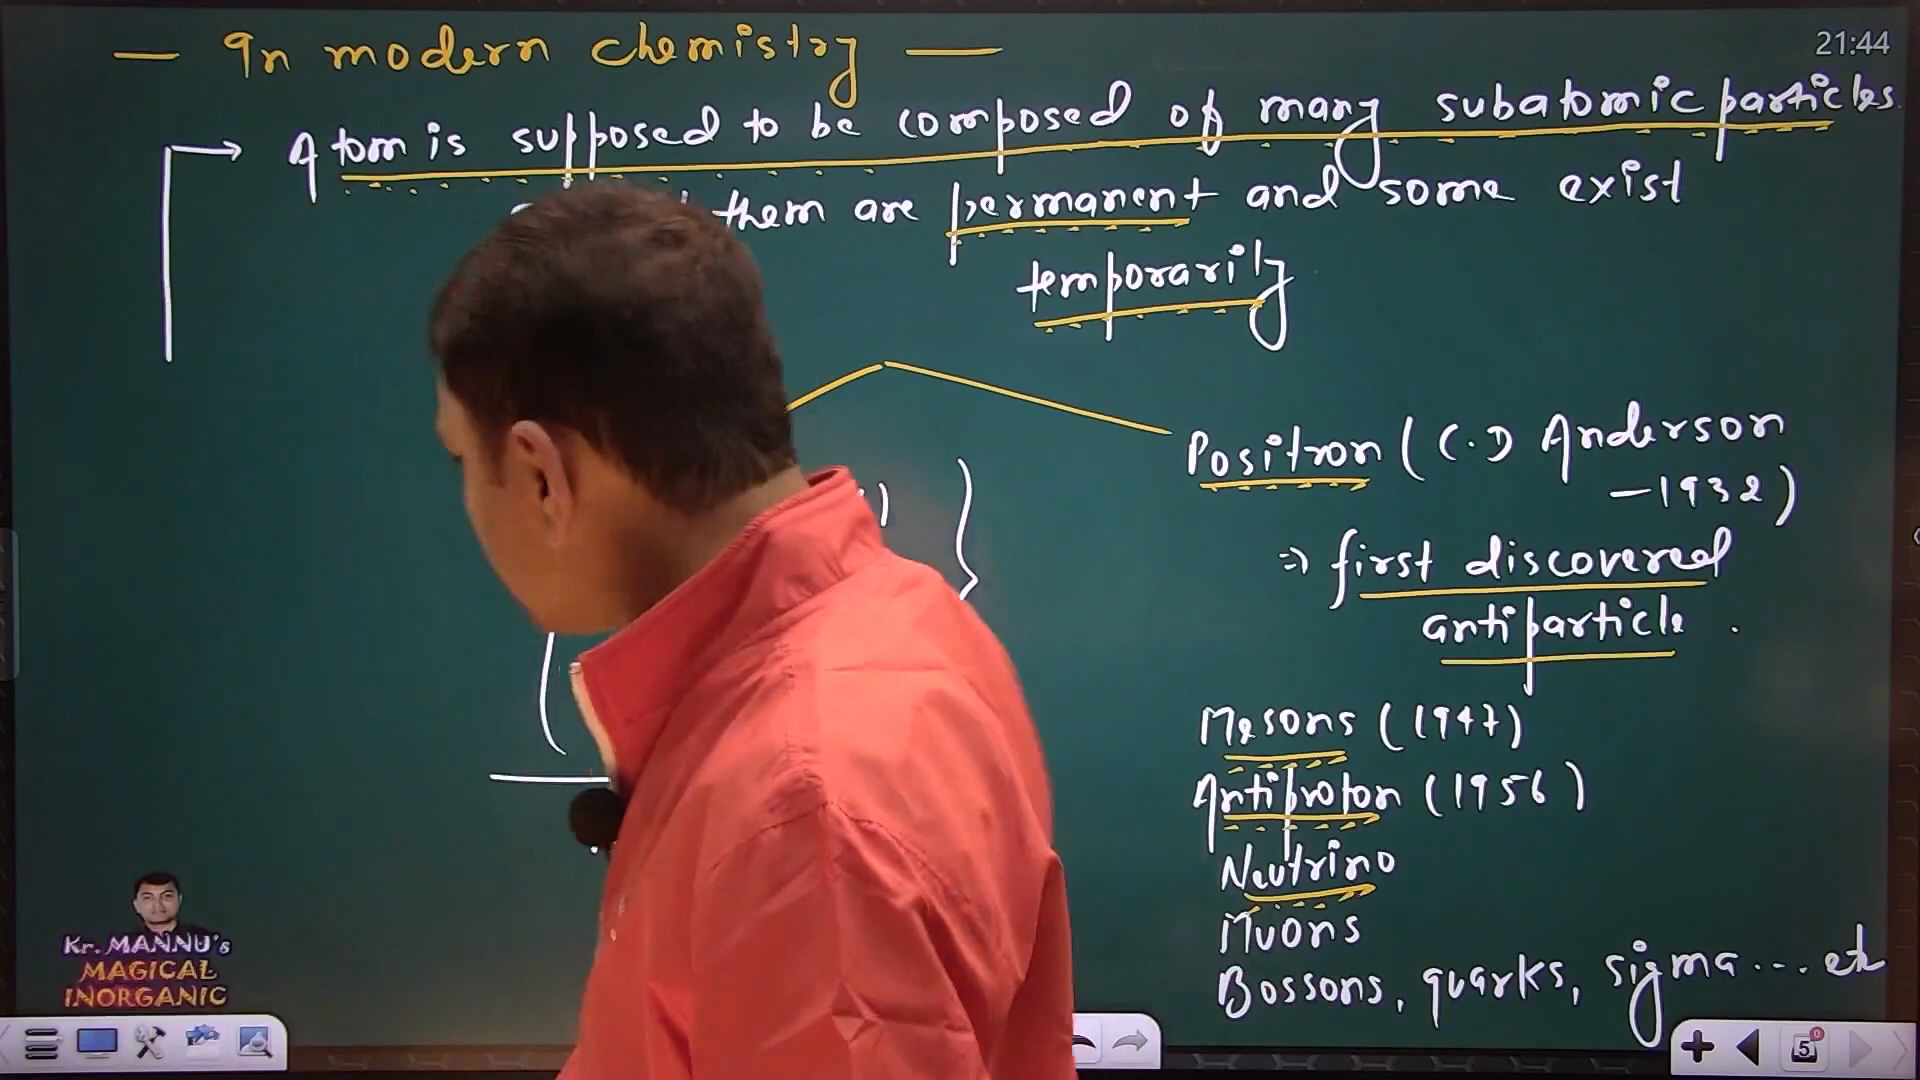 — In modern chemistry —
21:44
→ Atom is supposed to be composed of many subatomic particles.
them are permanent and some exist
temporarily
Positron ( C.D Anderson
—1932)
⇒ first discovered
antiparticle .
Mesons (1947)
Antiproton (1956)
Neutrino
Muons
Bossons, quarks, sigma ... etc
Kr. MANNU's
MAGICAL
INORGANIC
5